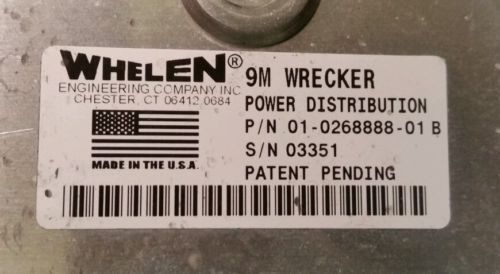 WHELEN®
ENGINEERING COMPANY INC
CHESTER, CT 06412,0684
MADE IN THE U.S.A.
9M WRECKER
POWER DISTRIBUTION
P/N 01-0268888-01 B
S/N 03351
PATENT PENDING